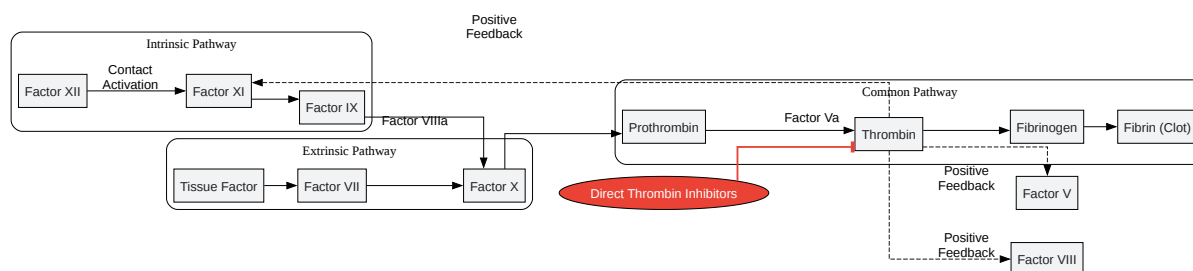 Positive
Feedback
Intrinsic Pathway
Contact
Activation
Factor XII
Factor XI
Factor IX
Factor VIIIa
Extrinsic Pathway
Tissue Factor
Factor VII
Factor X
Common Pathway
Prothrombin
Factor Va
Thrombin
Fibrinogen
Fibrin (Clot)
Direct Thrombin Inhibitors
Positive
Feedback
Factor V
Positive
Feedback
Factor VIII